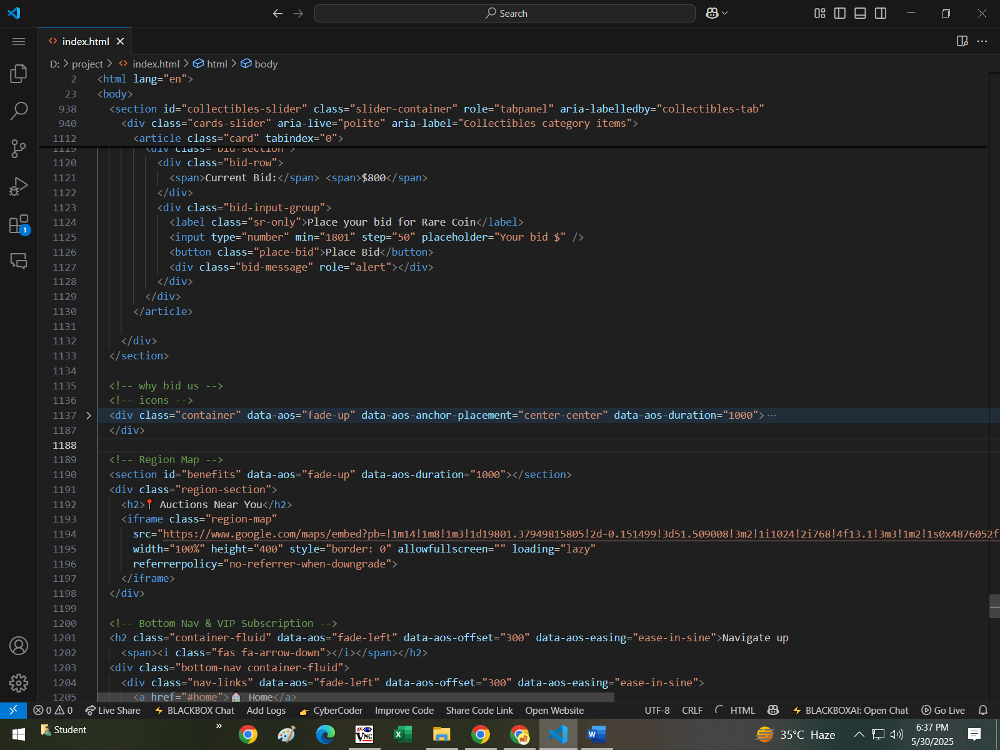 Search
index.html
D: > project > index.html > html > body
2 <html lang="en">
23 <body>
938 <section id="collectibles-slider" class="slider-container" role="tabpanel" aria-labelledby="collectibles-tab"
940 <div class="cards-slider" aria-live="polite" aria-label="Collectibles category items">
1112 <article class="card" tabindex="0">
1119 <div class="bid-section">
1120 <div class="bid-row">
1121 <span>Current Bid:</span> <span>$800</span>
1122 </div>
1123 <div class="bid-input-group">
1124 <label class="sr-only">Place your bid for Rare Coin</label>
1125 <input type="number" min="1801" step="50" placeholder="Your bid $" />
1126 <button class="place-bid">Place Bid</button>
1127 <div class="bid-message" role="alert"></div>
1128 </div>
1129 </div>
1130 </article>
1131
1132 </div>
1133 </section>
1134
1135 <!-- why bid us -->
1136 <!-- icons -->
1137 <div class="container" data-aos="fade-up" data-aos-anchor-placement="center-center" data-aos-duration="1000">···
1187 </div>
1188
1189 <!-- Region Map -->
1190 <section id="benefits" data-aos="fade-up" data-aos-duration="1000"></section>
1191 <div class="region-section">
1192 <h2>📍 Auctions Near You</h2>
1193 <iframe class="region-map"
1194 src="https://www.google.com/maps/embed?pb=!1m14!1m8!1m3!1d19801.37949815805!2d-0.151499!3d51.509008!3m2!1i1024!2i768!4f13.1!3m3!1m2!1s0x4876052f
1195 width="100%" height="400" style="border: 0" allowfullscreen="" loading="lazy"
1196 referrerpolicy="no-referrer-when-downgrade">
1197 </iframe>
1198 </div>
1199
1200 <!-- Bottom Nav & VIP Subscription -->
1201 <h2 class="container-fluid" data-aos="fade-left" data-aos-offset="300" data-aos-easing="ease-in-sine">Navigate up
1202 <span><i class="fas fa-arrow-down"></i></span></h2>
1203 <div class="bottom-nav container-fluid">
1204 <div class="nav-links" data-aos="fade-left" data-aos-offset="300" data-aos-easing="ease-in-sine">
1205 <a href="#home">🏠 Home</a>
1
0 0 Live Share BLACKBOX Chat Add Logs CyberCoder Improve Code Share Code Link Open Website UTF-8 CRLF HTML BLACKBOXAI: Open Chat Go Live
Student » VNC 35°C Haze 6:37 PM
5/30/2025